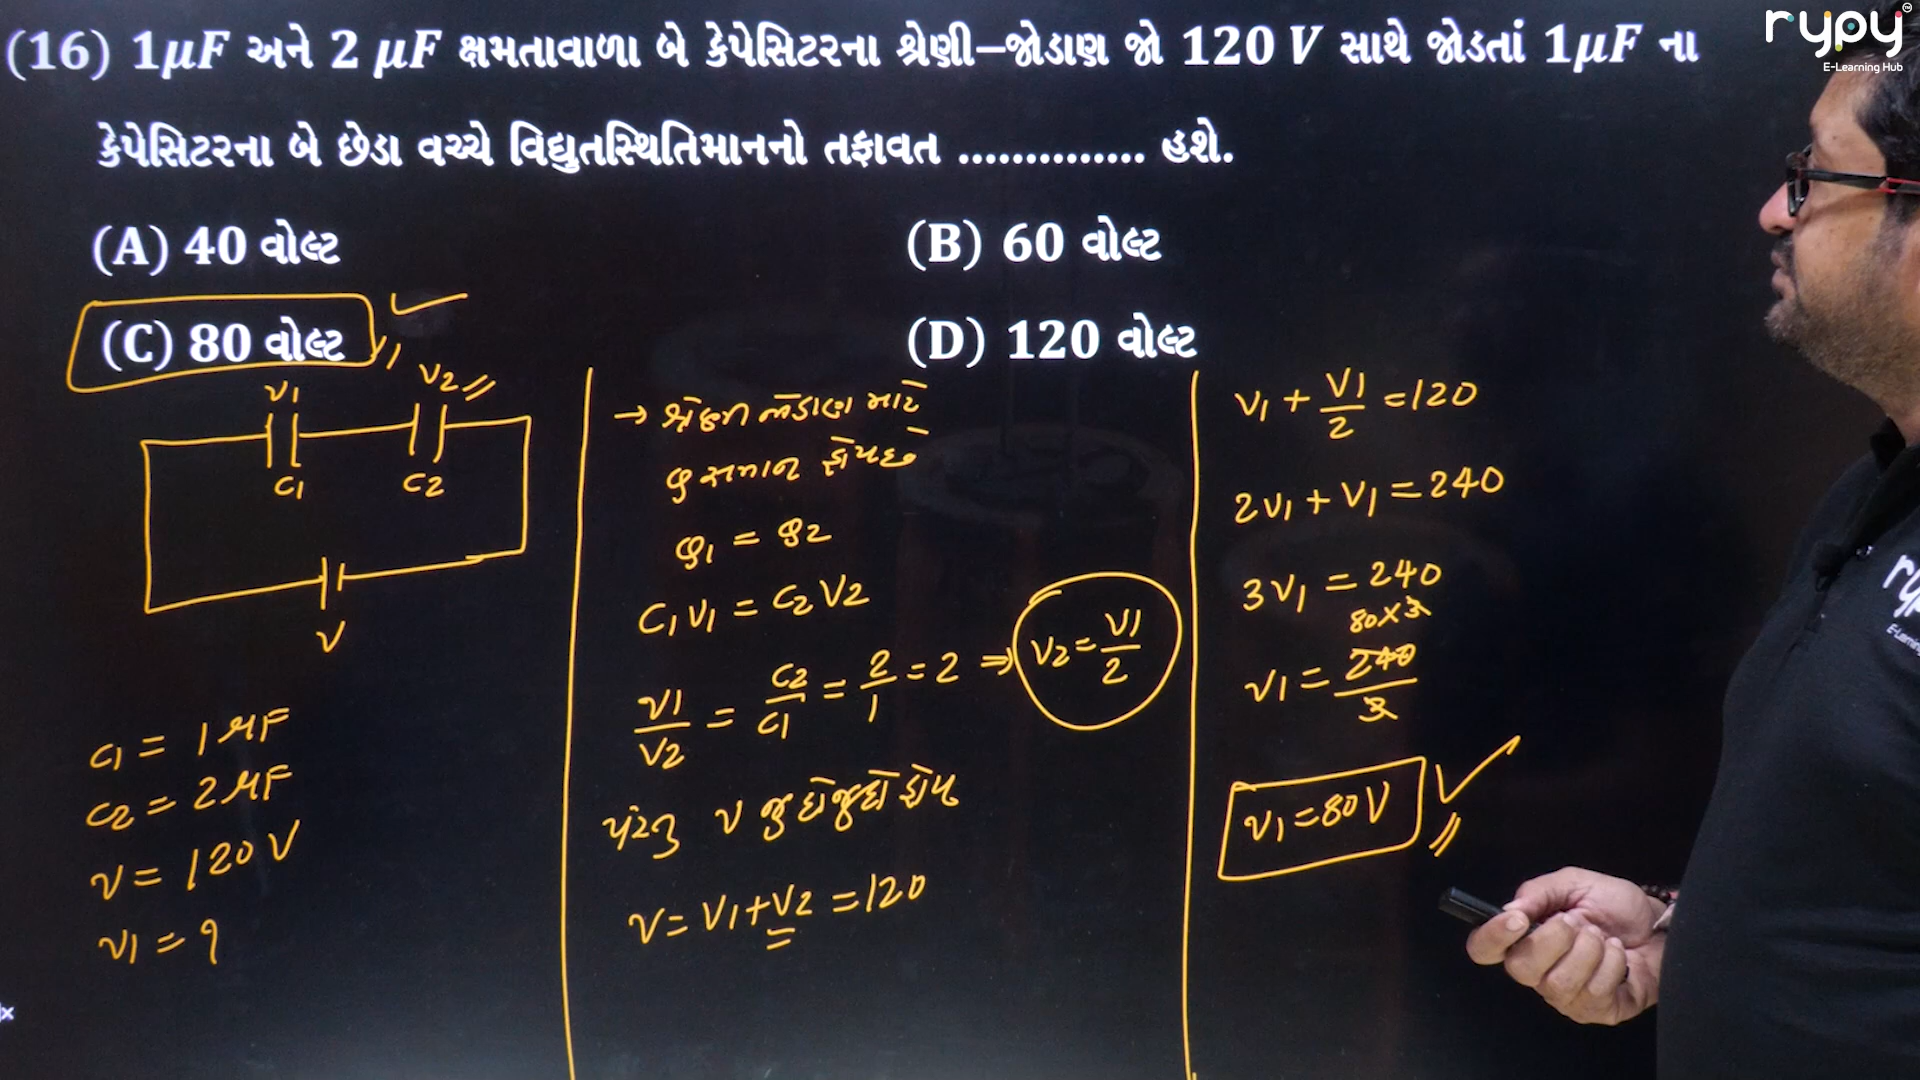 rypy
E-Learning Hub
(16) 1μF અને 2 μF ક્ષમતાવાળા બે કેપેસિટરના શ્રેણી–જોડાણ જો 120 V સાથે જોડતાં 1μF ના
કેપેસિટરના બે છેડા વચ્ચે વિદ્યુતસ્થિતિમાનનો તફાવત .............. હશે.
(A) 40 વોલ્ટ
(B) 60 વોલ્ટ
(C) 80 વોલ્ટ
(D) 120 વોલ્ટ
V1
V2
C1
C2
V
C1 = 1μF
C2 = 2μF
V = 120 V
V1 = ?
→ શ્રેણી જોડાણ માટે
Q સમાન હોય છે
Q1 = Q2
C1V1 = C2V2
V1/V2 = C2/C1 = 2/1 = 2 ⇒ V2 = V1/2
પરંતુ V જુદો જુદો હોય
V = V1+V2 = 120
V1 + V1/2 = 120
2V1 + V1 = 240
3V1 = 240
80×3
V1 = 240/3
V1 = 80V
E-Learning